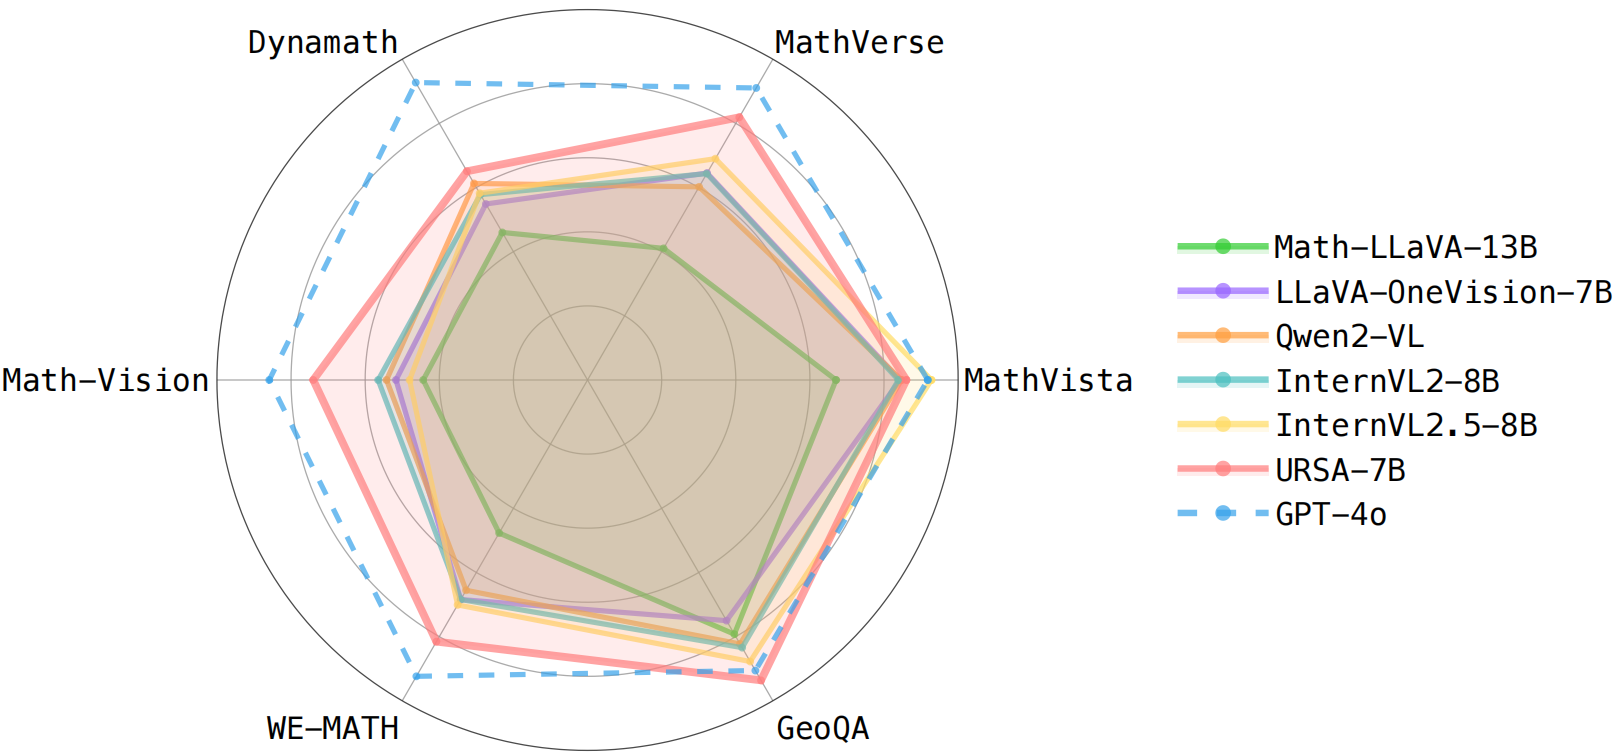 Dynamath
MathVerse
Math-Vision
MathVista
WE-MATH
GeoQA
Math-LLaVA-13B
LLaVA-OneVision-7B
Qwen2-VL
InternVL2-8B
InternVL2.5-8B
URSA-7B
GPT-4o